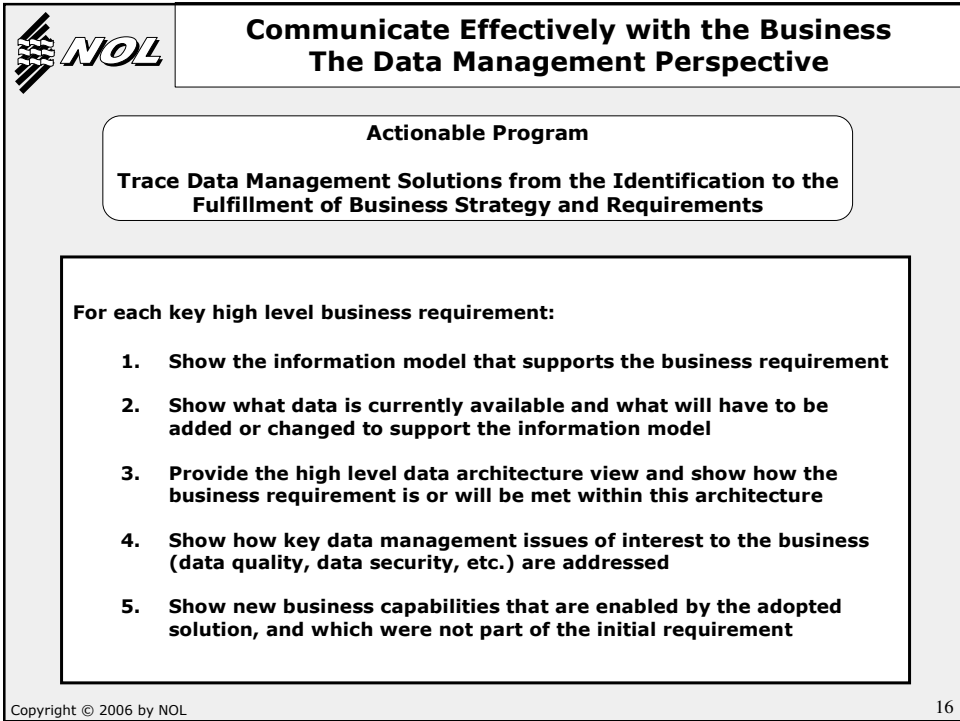 NOL
Communicate Effectively with the Business
The Data Management Perspective
Actionable Program
Trace Data Management Solutions from the Identification to the
Fulfillment of Business Strategy and Requirements
For each key high level business requirement:
1. Show the information model that supports the business requirement
2. Show what data is currently available and what will have to be
added or changed to support the information model
3. Provide the high level data architecture view and show how the
business requirement is or will be met within this architecture
4. Show how key data management issues of interest to the business
(data quality, data security, etc.) are addressed
5. Show new business capabilities that are enabled by the adopted
solution, and which were not part of the initial requirement
Copyright © 2006 by NOL
16